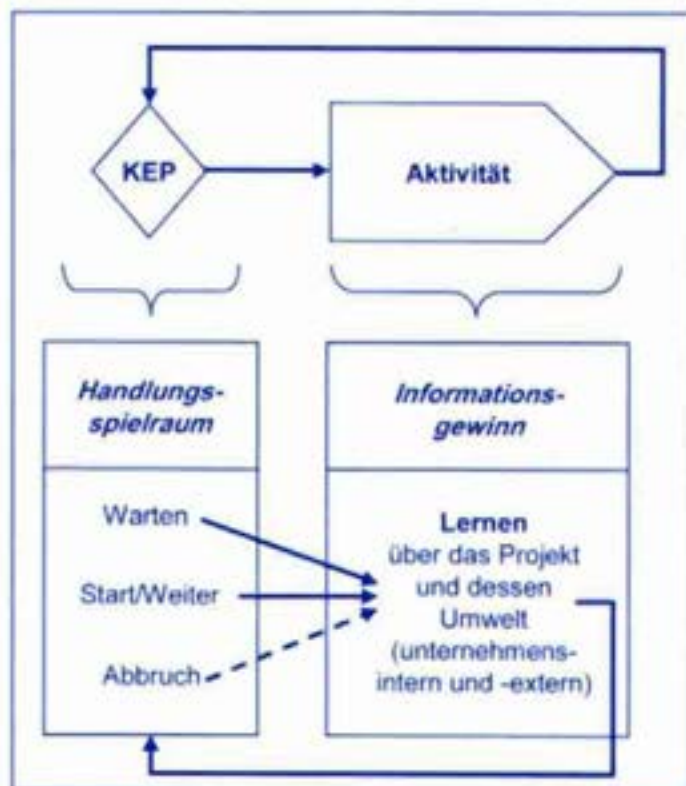 KEP
Aktivität
Handlungs-
spielraum
Informations-
gewinn
Warten
Start/Weiter
Abbruch
Lernen
über das Projekt
und dessen
Umwelt
(unternehmens-
intern und -extern)